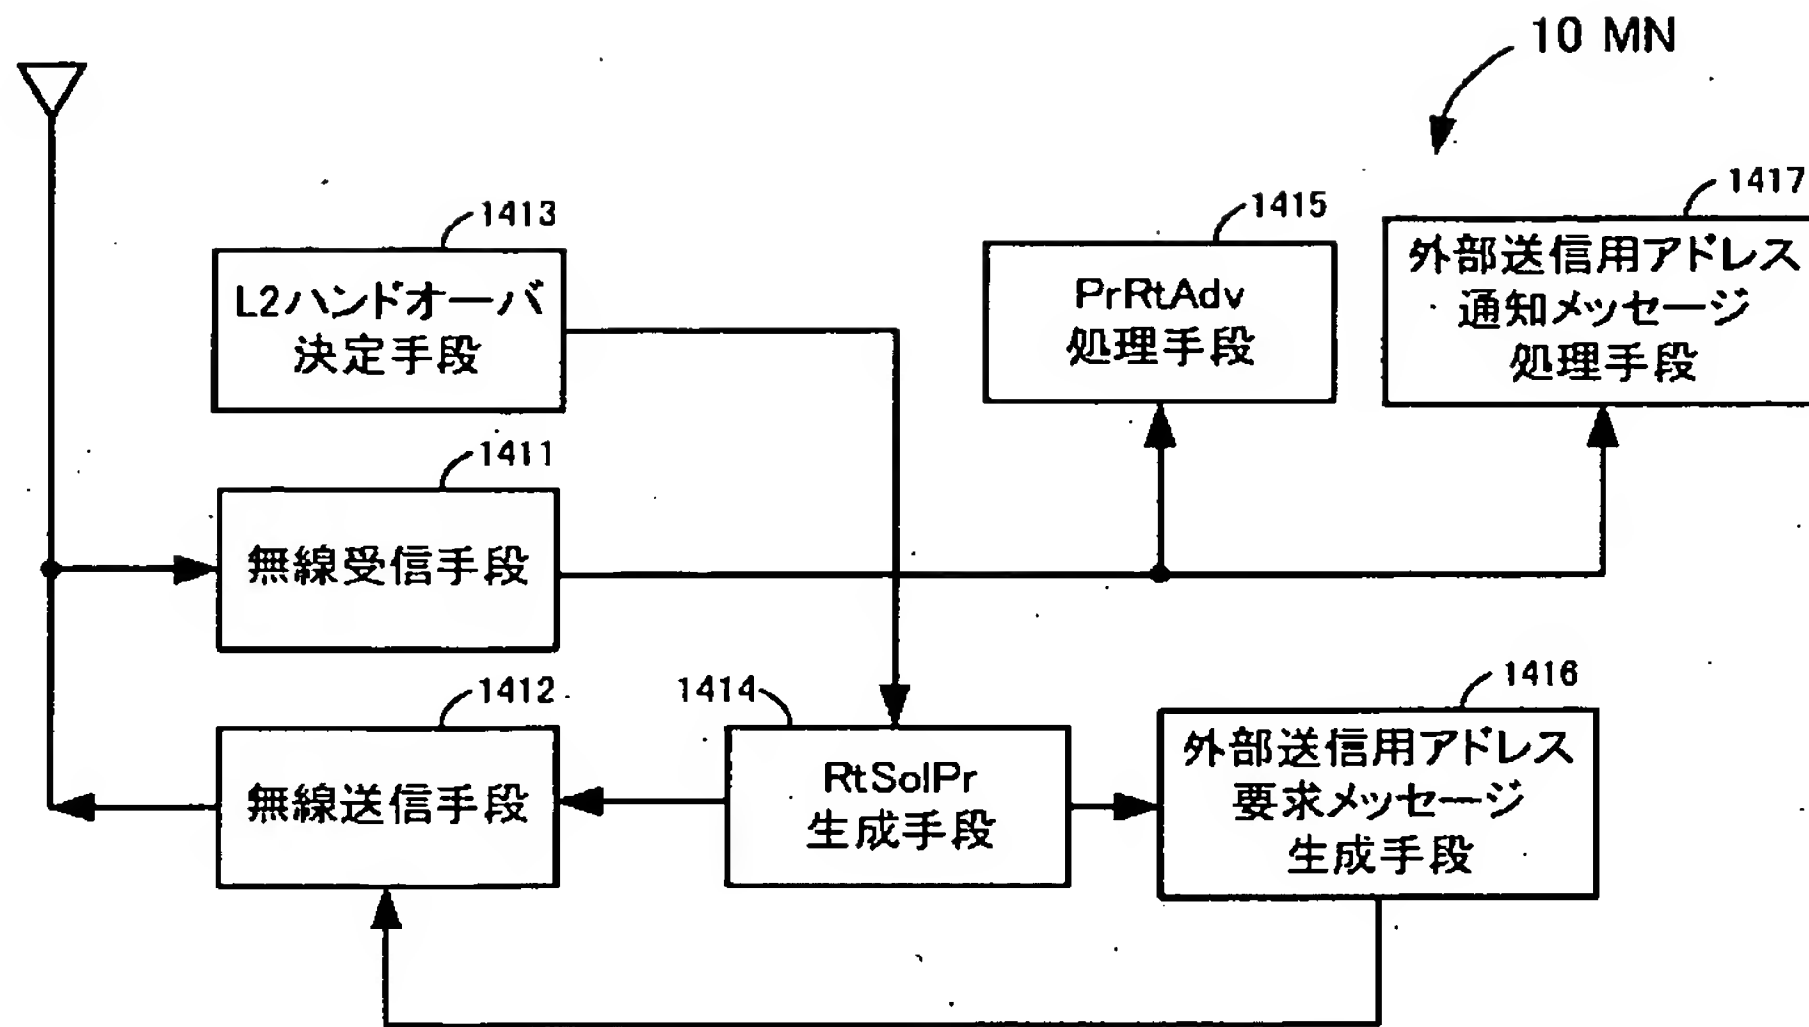 10 MN
1413
L2ハンドオーバ
決定手段
1415
PrRtAdv
処理手段
1417
外部送信用アドレス
通知メッセージ
処理手段
1411
無線受信手段
1412
無線送信手段
1414
RtSolPr
生成手段
1416
外部送信用アドレス
要求メッセージ
生成手段